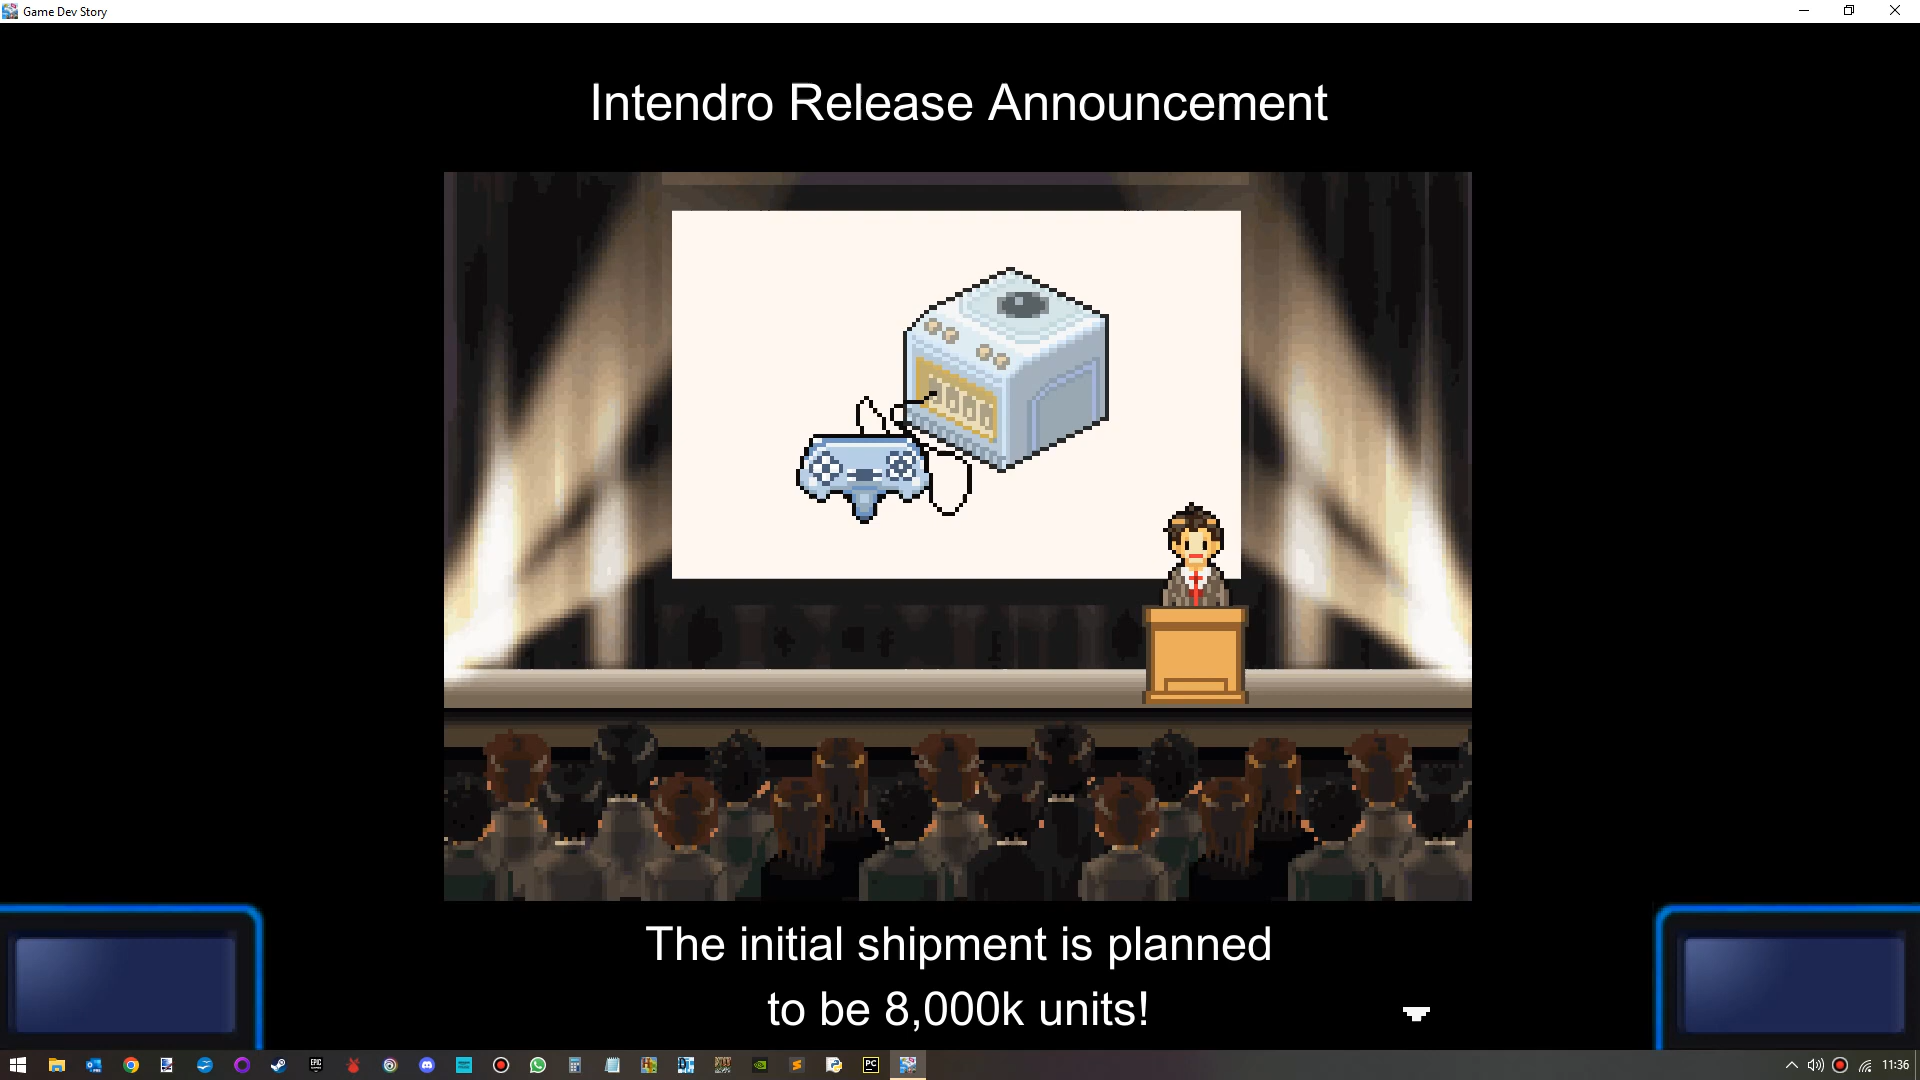 Game Dev Story
Intendro Release Announcement
The initial shipment is planned
to be 8,000k units!
11:36